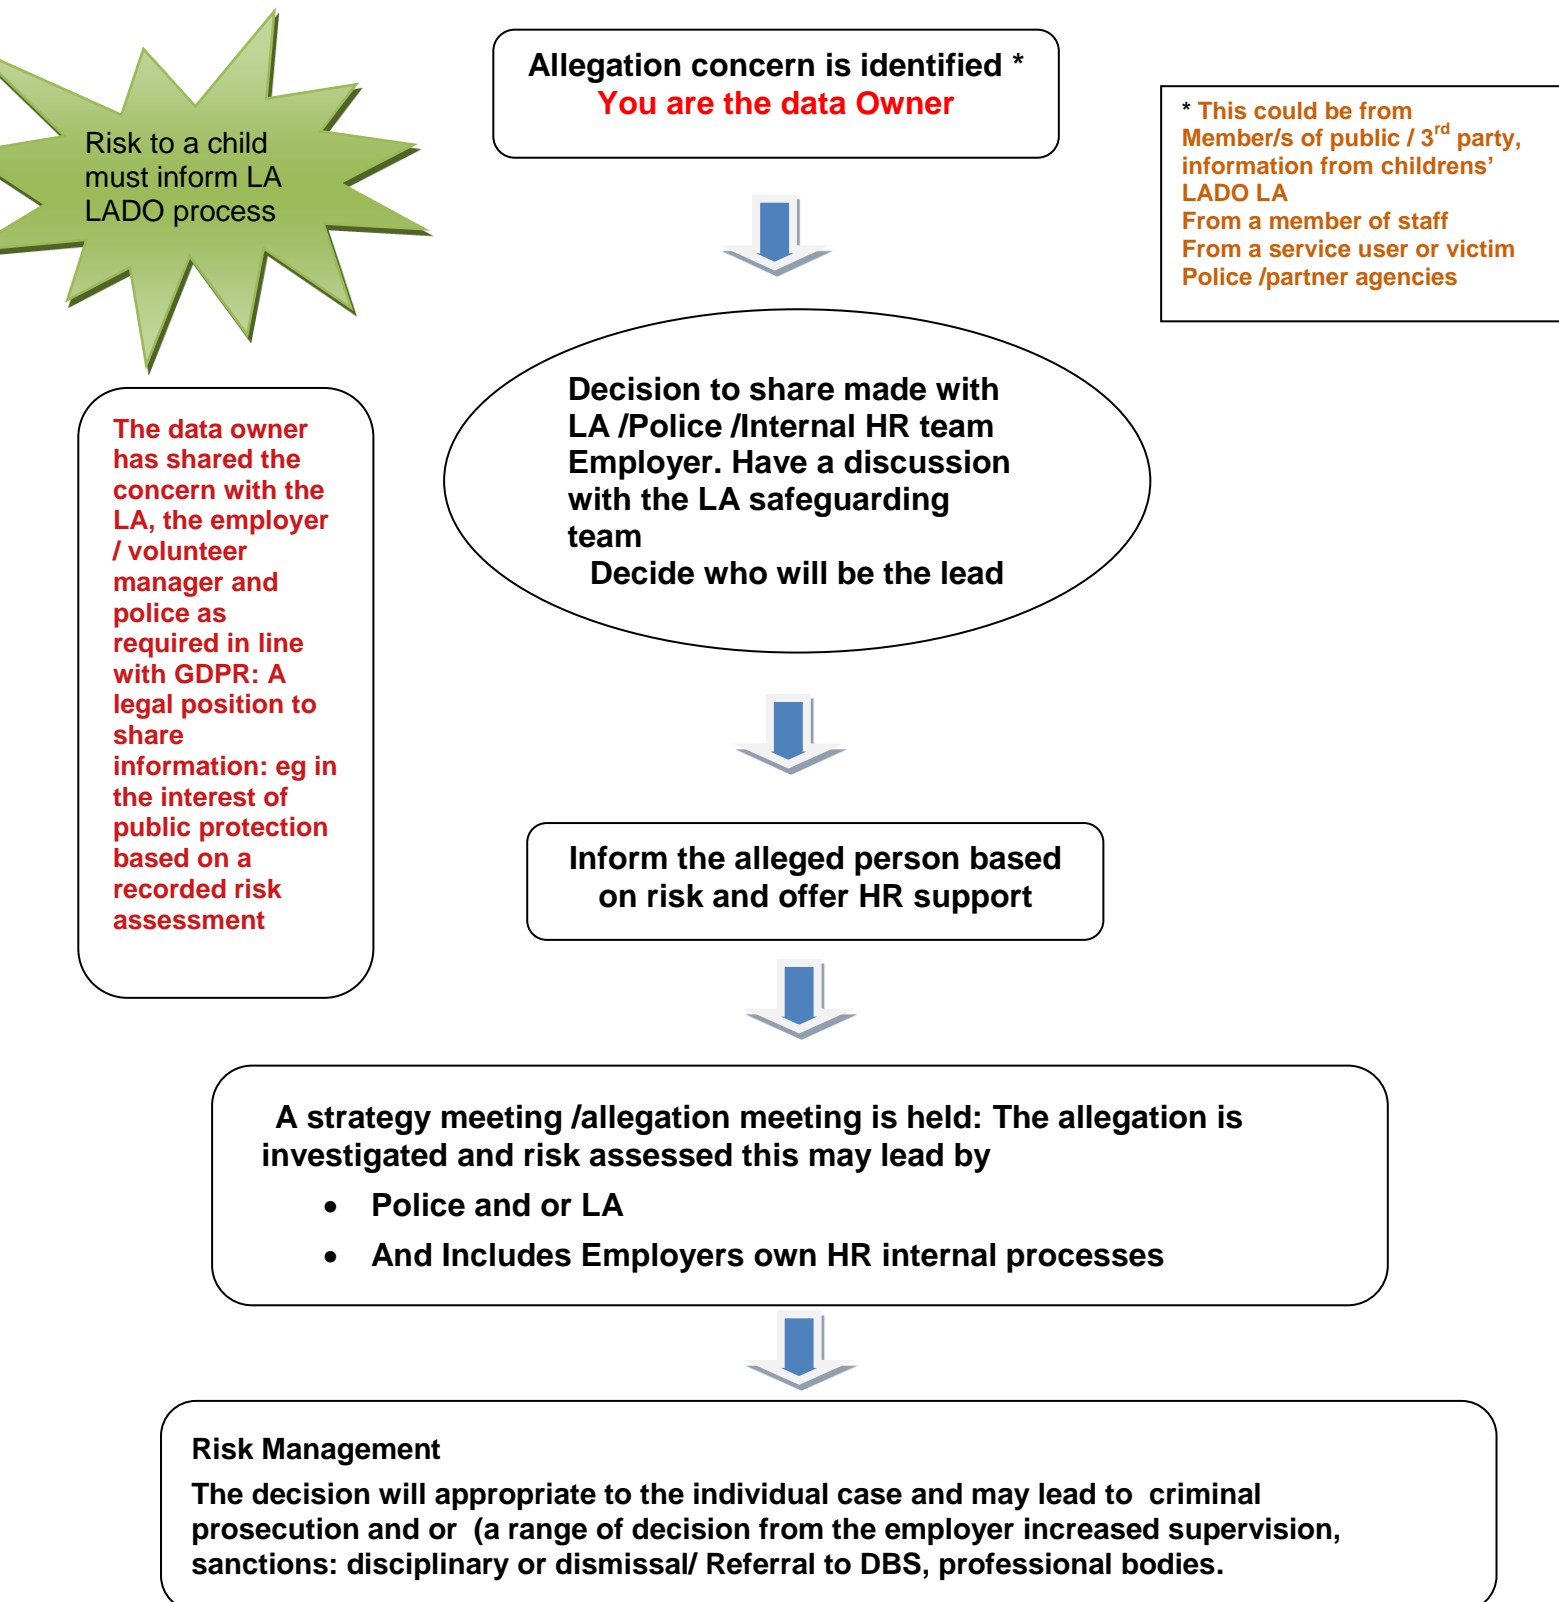 Allegation concern is identified *
You are the data Owner
Risk to a child
must inform LA
LADO process
* This could be from
Member/s of public / 3rd party,
information from childrens'
LADO LA
From a member of staff
From a service user or victim
Police /partner agencies
Decision to share made with
LA /Police /Internal HR team
Employer. Have a discussion
with the LA safeguarding
team
Decide who will be the lead
The data owner
has shared the
concern with the
LA, the employer
/ volunteer
manager and
police as
required in line
with GDPR: A
legal position to
share
information: eg in
the interest of
public protection
based on a
recorded risk
assessment
Inform the alleged person based
on risk and offer HR support
A strategy meeting /allegation meeting is held: The allegation is
investigated and risk assessed this may lead by
• Police and or LA
• And Includes Employers own HR internal processes
Risk Management
The decision will appropriate to the individual case and may lead to criminal
prosecution and or (a range of decision from the employer increased supervision,
sanctions: disciplinary or dismissal/ Referral to DBS, professional bodies.